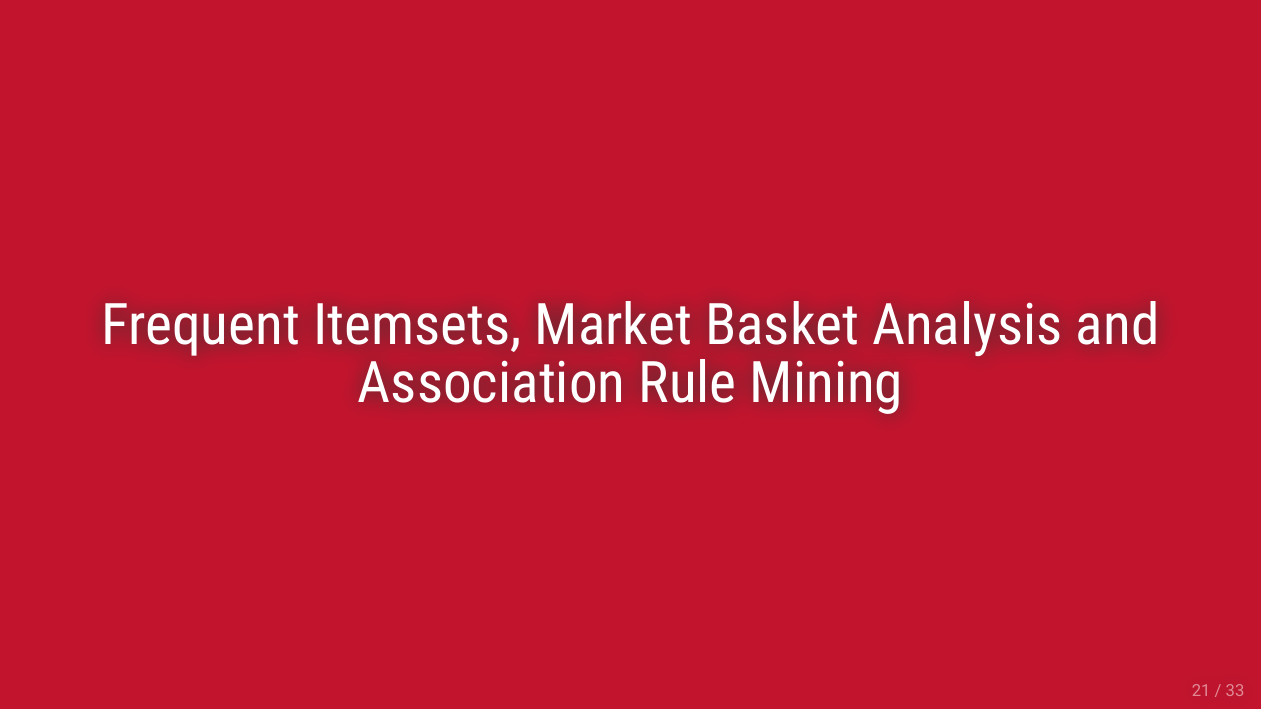 Frequent Itemsets, Market Basket Analysis and
Association Rule Mining
21 / 33